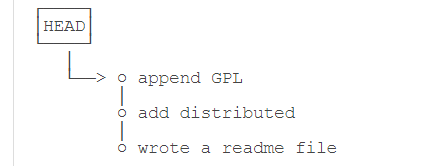 HEAD
append GPL
add distributed
wrote a readme file